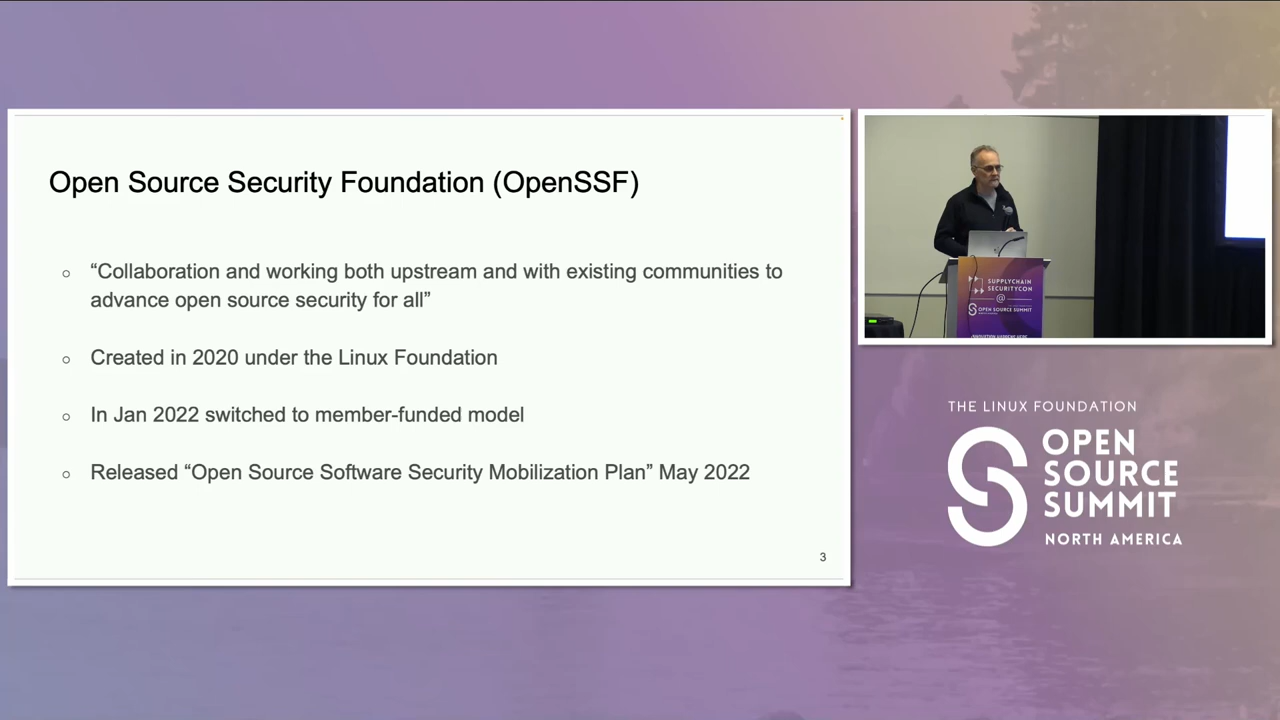 Open Source Security Foundation (OpenSSF)
○ “Collaboration and working both upstream and with existing communities to
advance open source security for all”
○ Created in 2020 under the Linux Foundation
○ In Jan 2022 switched to member-funded model
○ Released “Open Source Software Security Mobilization Plan” May 2022
3
SUPPLYCHAIN
SECURITYCON
@
OPEN SOURCE SUMMIT
THE LINUX FOUNDATION
OPEN
SOURCE
SUMMIT
NORTH AMERICA